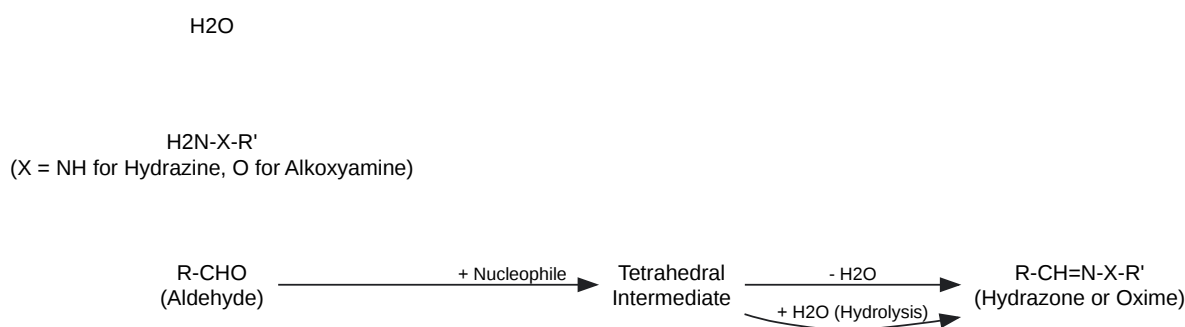 H2O
H2N-X-R'
(X = NH for Hydrazine, O for Alkoxyamine)
R-CHO
(Aldehyde)
+ Nucleophile
Tetrahedral
Intermediate
- H2O
+ H2O (Hydrolysis)
R-CH=N-X-R'
(Hydrazone or Oxime)